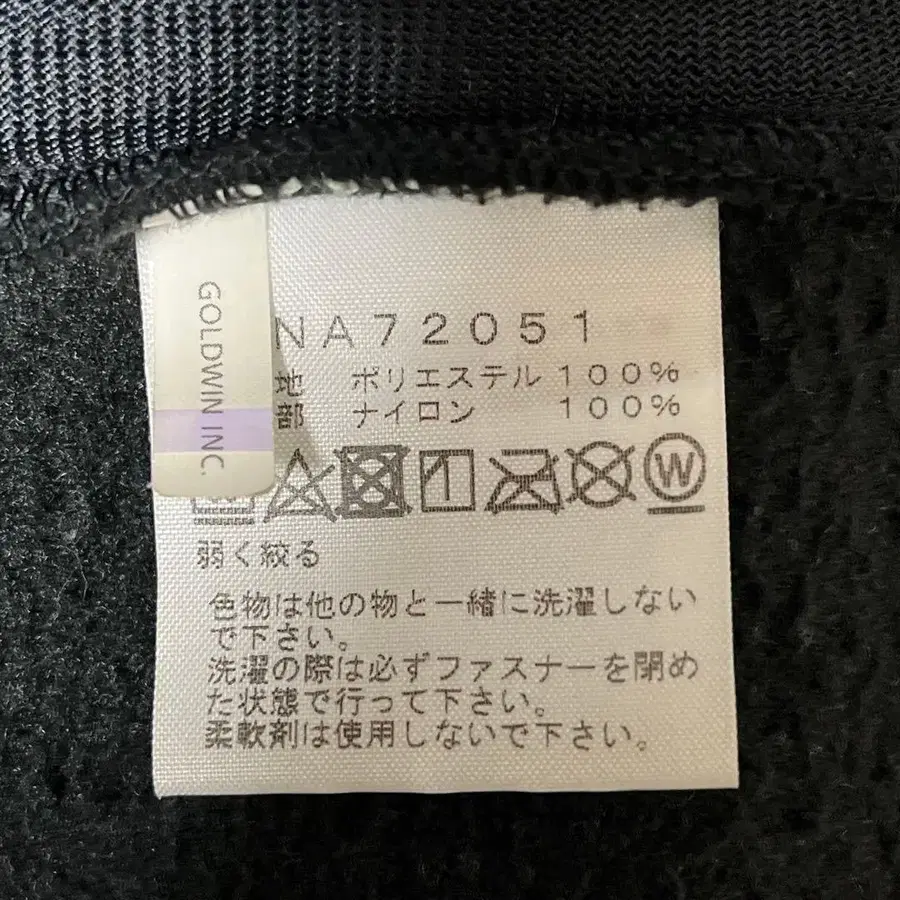 GOLDWIN INC.
NA72051
地 ポリエステル 100%
部 ナイロン 100%
W
弱く絞る
色物は他の物と一緒に洗濯しない
で下さい。
洗濯の際は必ずファスナーを閉め
た状態で行って下さい。
柔軟剤は使用しないで下さい。